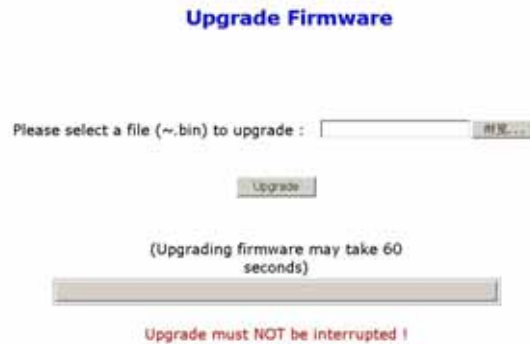 Upgrade Firmware
Please select a file (~.bin) to upgrade :
Upgrade
(Upgrading firmware may take 60
seconds)
Upgrade must NOT be interrupted !